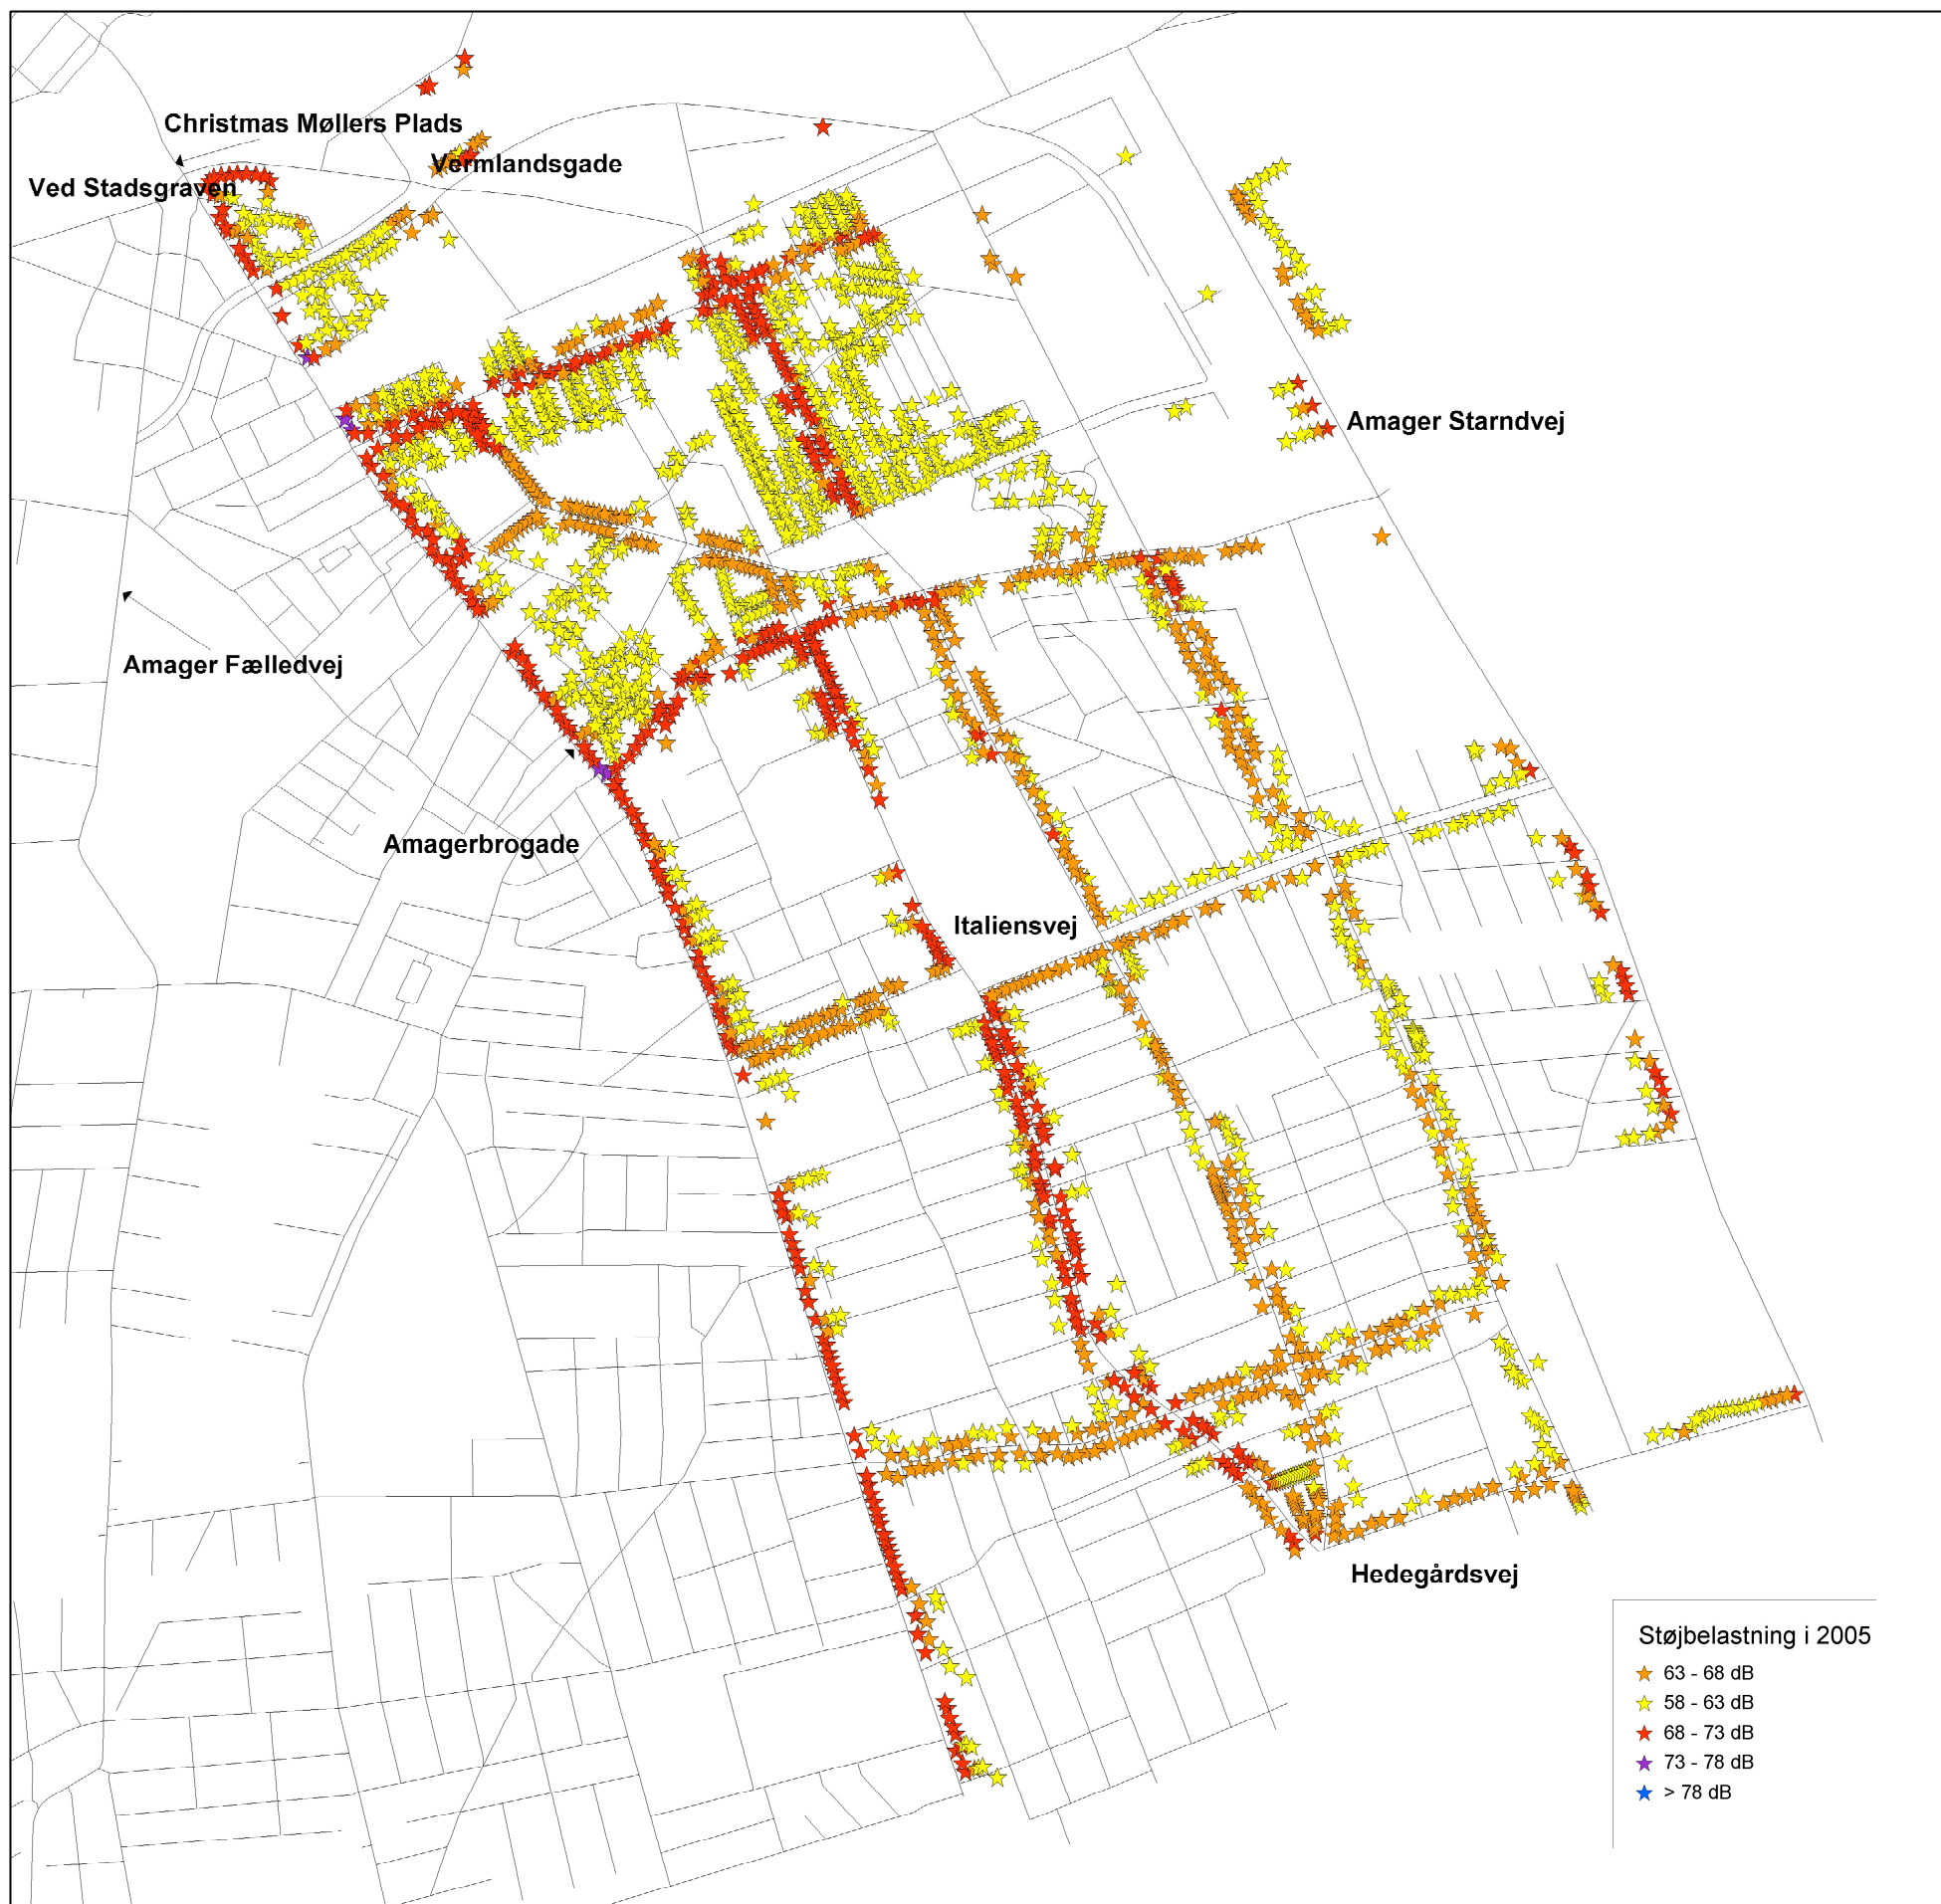 Christmas Møllers Plads
Vermlandsgade
Ved Stadsgraven
Amager Starndvej
Amager Fælledvej
Amagerbrogade
Italiensvej
Hedegårdsvej
Støjbelastning i 2005
63 - 68 dB
58 - 63 dB
68 - 73 dB
73 - 78 dB
> 78 dB